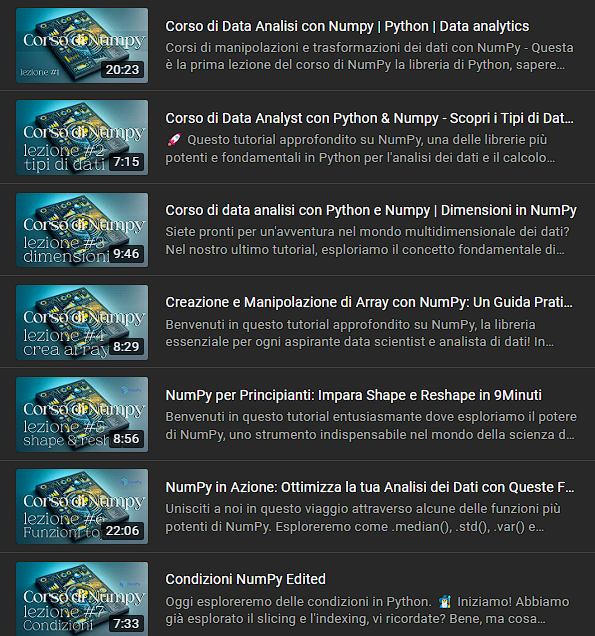 Corso di Numpy
lezione #1
20:23
Corso di Data Analisi con Numpy | Python | Data analytics
Corsi di manipolazioni e trasformazioni dei dati con NumPy - Questa
è la prima lezione del corso di NumPy la libreria di Python, sapere...
Corso di Numpy
lezione #2
tipi di dati
7:15
Corso di Data Analyst con Python & Numpy - Scopri i Tipi di Dat...
🚀 Questo tutorial approfondito su NumPy, una delle librerie più
potenti e fondamentali in Python per l'analisi dei dati e il calcolo...
Corso di Numpy
lezione #3
dimensioni
9:46
Corso di data analisi con Python e Numpy | Dimensioni in NumPy
Siete pronti per un'avventura nel mondo multidimensionale dei dati?
Nel nostro ultimo tutorial, esploriamo il concetto fondamentale di...
Corso di Numpy
lezione #4
crea array
8:29
Creazione e Manipolazione di Array con NumPy: Un Guida Prati...
Benvenuti in questo tutorial approfondito su NumPy, la libreria
essenziale per ogni aspirante data scientist e analista di dati! In...
Corso di Numpy
lezione #5
shape & resh
8:56
NumPy per Principianti: Impara Shape e Reshape in 9Minuti
Benvenuti in questo tutorial entusiasmante dove esploriamo il potere
di NumPy, uno strumento indispensabile nel mondo della scienza d...
Corso di Numpy
lezione #6
Funzioni to
22:06
NumPy in Azione: Ottimizza la tua Analisi dei Dati con Queste F...
Unisciti a noi in questo viaggio attraverso alcune delle funzioni più
potenti di NumPy. Esploreremo come .median(), .std(), .var() e...
Corso di Numpy
lezione #7
Condizioni
7:33
Condizioni NumPy Edited
Oggi esploreremo delle condizioni in Python. Iniziamo! Abbiamo
già esplorato il slicing e l'indexing, vi ricordate? Bene, ma cosa...